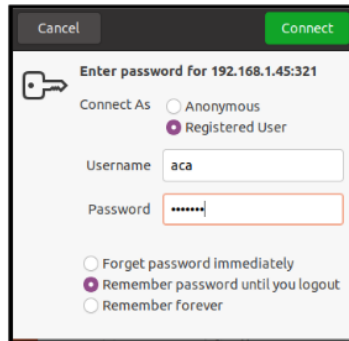 Cancel
Connect
Enter password for 192.168.1.45:321
Connect As
Anonymous
Registered User
Username
aca
Password
•••••••
Forget password immediately
Remember password until you logout
Remember forever